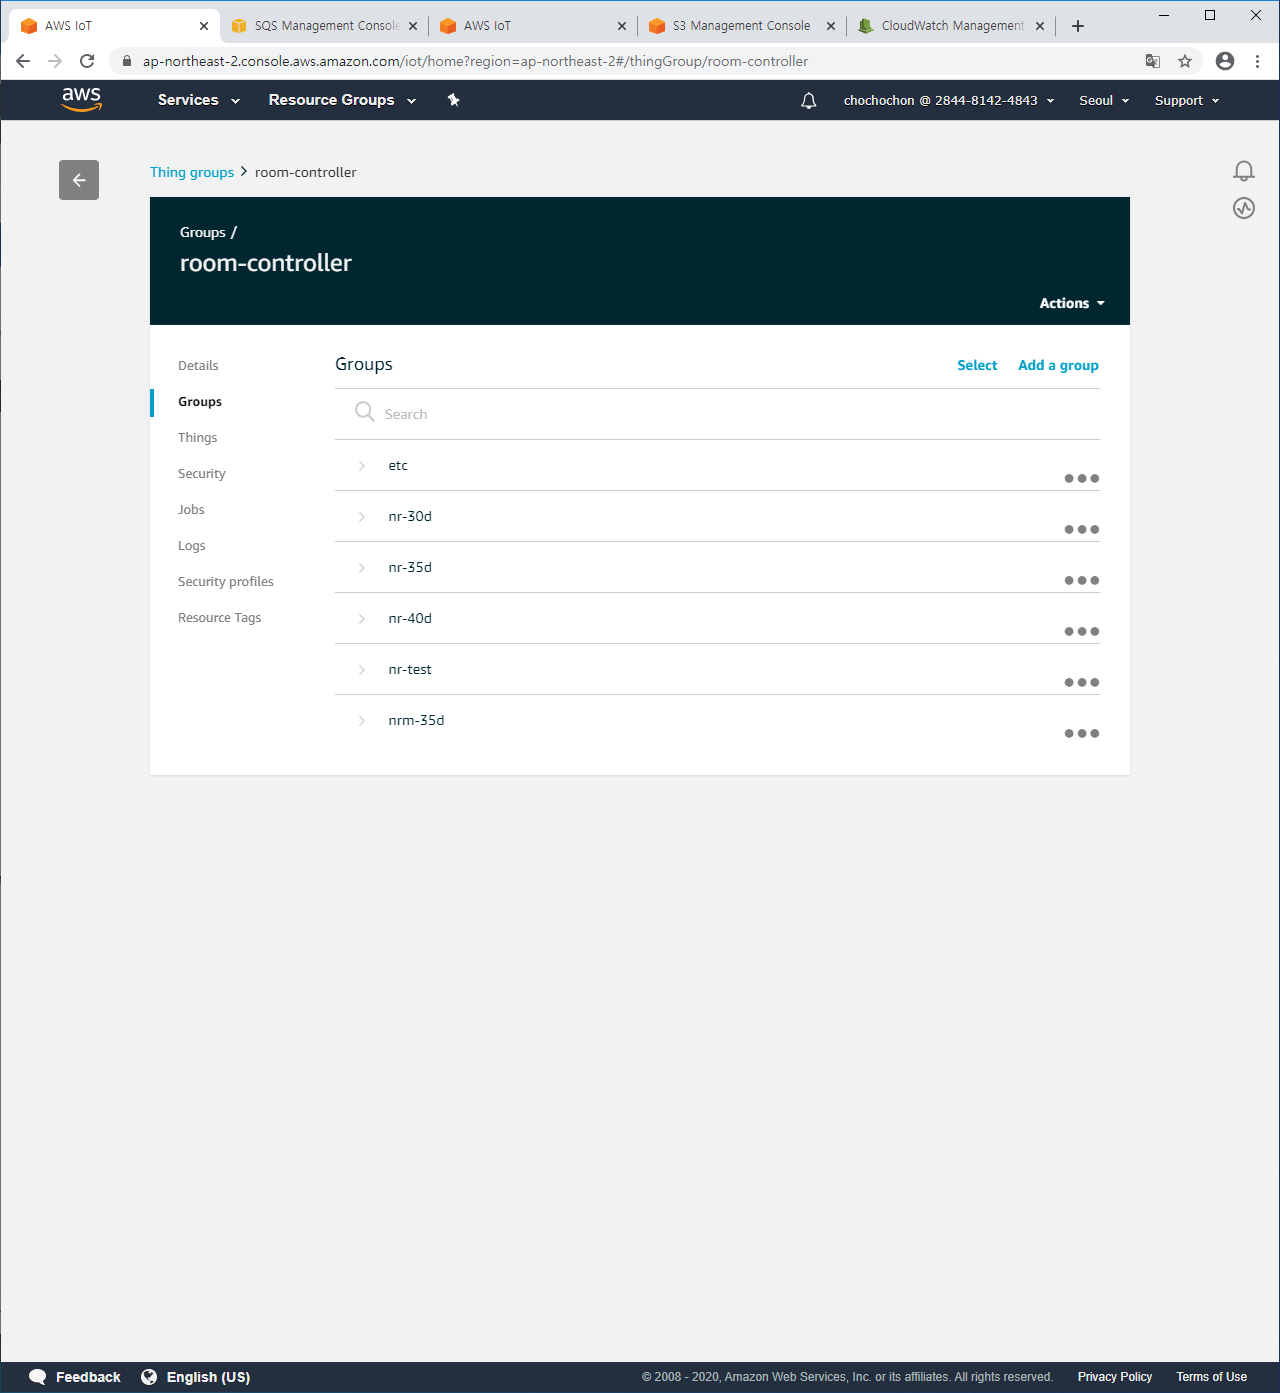 AWS IoT
SQS Management Console
AWS IoT
S3 Management Console
CloudWatch Management
ap-northeast-2.console.aws.amazon.com/iot/home?region=ap-northeast-2#/thingGroup/room-controller
aws
Services
Resource Groups
chochochon @ 2844-8142-4843
Seoul
Support
Thing groups > room-controller
Groups /
room-controller
Actions
Details
Groups
Things
Security
Jobs
Logs
Security profiles
Resource Tags
Groups
Select
Add a group
Search
etc
nr-30d
nr-35d
nr-40d
nr-test
nrm-35d
Feedback
English (US)
© 2008 - 2020, Amazon Web Services, Inc. or its affiliates. All rights reserved.
Privacy Policy
Terms of Use